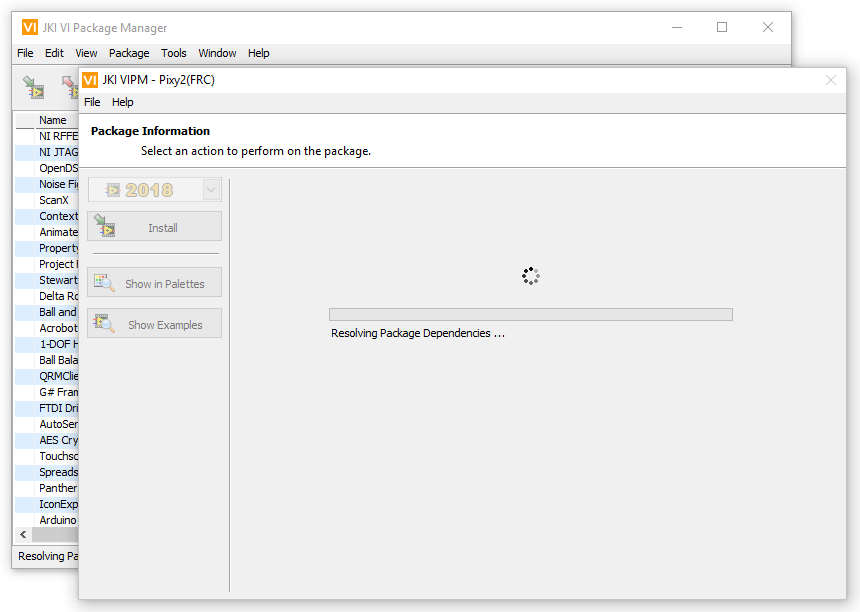 VI JKI VI Package Manager
File Edit View Package Tools Window Help
VI JKI VIPM - Pixy2(FRC)
File Help
Package Information
Select an action to perform on the package.
2018
Install
Show in Palettes
Show Examples
Resolving Package Dependencies ...
Name
NI RFFE
NI JTAG
OpenDS
Noise Fi
ScanX
Context
Animate
Property
Project
Stewart
Delta Ro
Ball and
Acrobot
1-DOF H
Ball Bala
QRMClie
G# Fram
FTDI Dri
AutoSer
AES Cry
Touchsc
Spreads
Panther
IconExp
Arduino
Resolving Pa